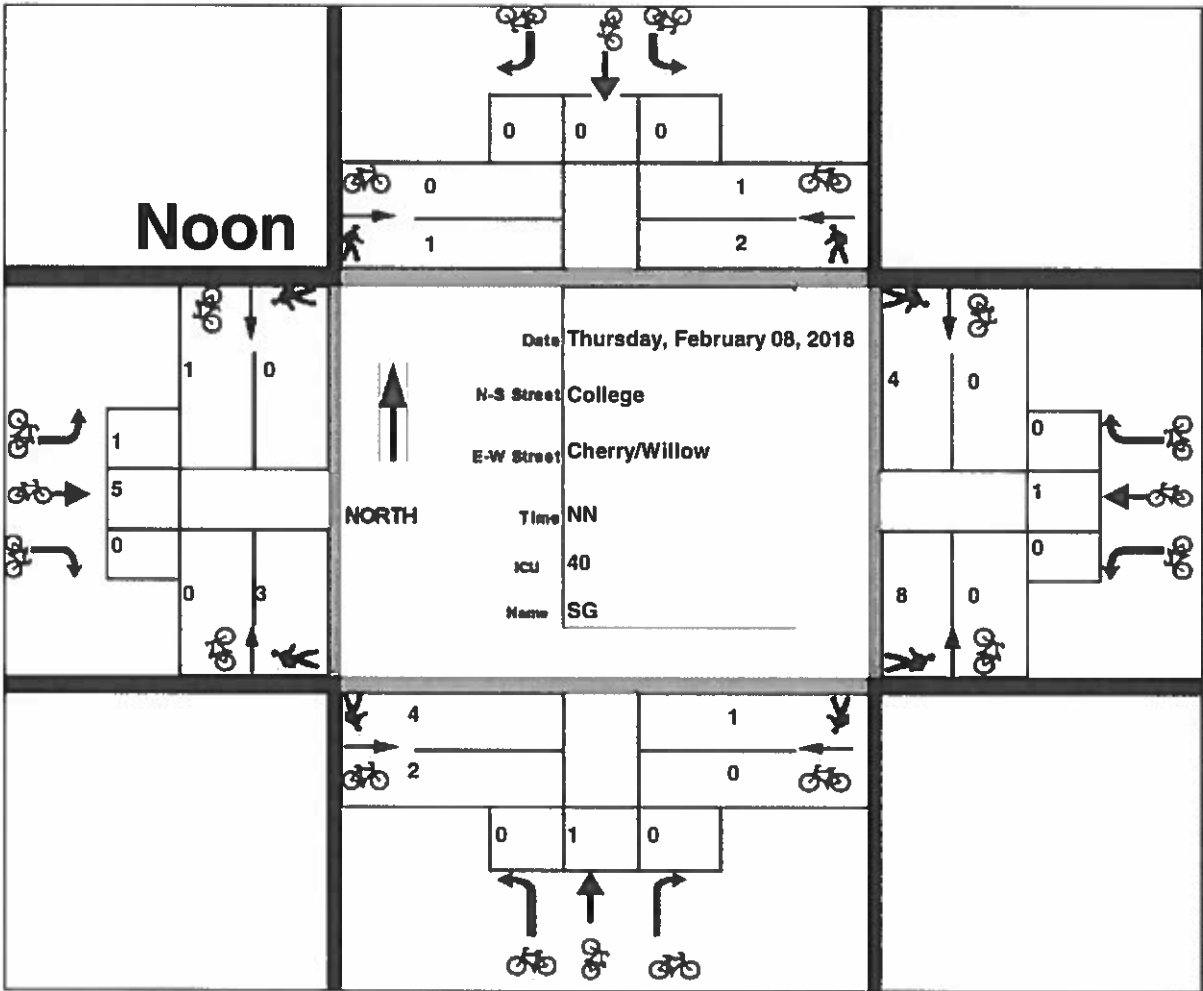 0 0 0
0 1
Noon
1 2
Date Thursday, February 08, 2018
1 0
4 0
N-S Street College
1
0
E-W Street Cherry/Willow
5
1
NORTH
Time NN
0
0
ICU 40
0 3
8 0
Name SG
4 1
2 0
0 1 0